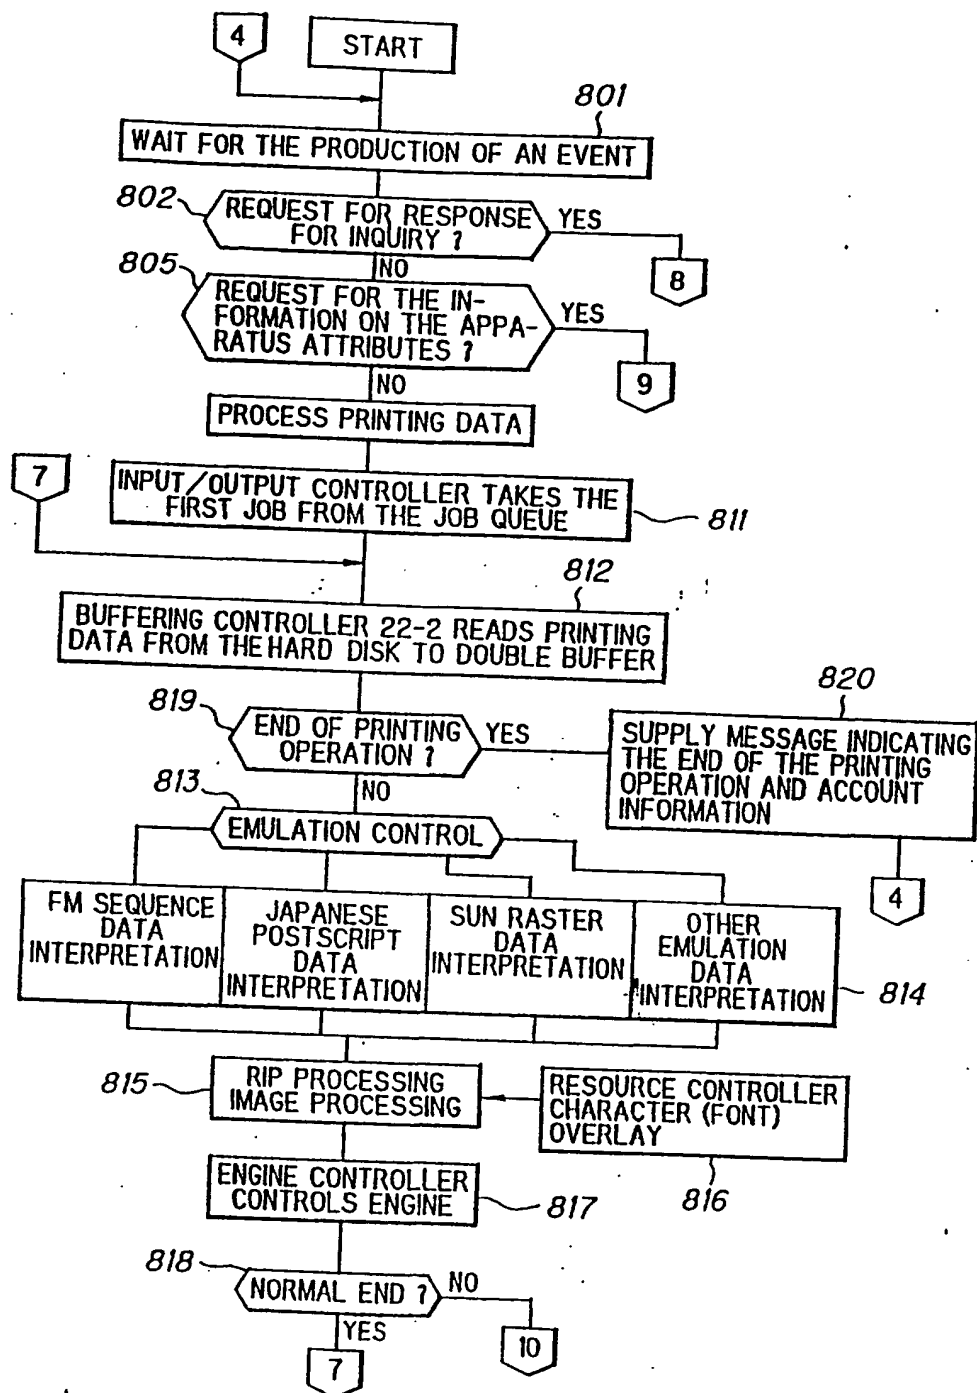 4
START
801
WAIT FOR THE PRODUCTION OF AN EVENT
802
REQUEST FOR RESPONSE
FOR INQUIRY ?
YES
8
NO
805
REQUEST FOR THE IN-
FORMATION ON THE APPA-
RATUS ATTRIBUTES ?
YES
9
NO
PROCESS PRINTING DATA
7
INPUT/OUTPUT CONTROLLER TAKES THE
FIRST JOB FROM THE JOB QUEUE
811
812
BUFFERING CONTROLLER 22-2 READS PRINTING
DATA FROM THE HARD DISK TO DOUBLE BUFFER
819
END OF PRINTING
OPERATION ?
YES
820
SUPPLY MESSAGE INDICATING
THE END OF THE PRINTING
OPERATION AND ACCOUNT
INFORMATION
4
NO
813
EMULATION CONTROL
FM SEQUENCE
DATA
INTERPRETATION
JAPANESE
POSTSCRIPT
DATA
INTERPRETATION
SUN RASTER
DATA
INTERPRETATION
OTHER
EMULATION
DATA
INTERPRETATION
814
815
RIP PROCESSING
IMAGE PROCESSING
RESOURCE CONTROLLER
CHARACTER (FONT)
OVERLAY
816
ENGINE CONTROLLER
CONTROLS ENGINE
817
818
NORMAL END ?
NO
10
YES
7